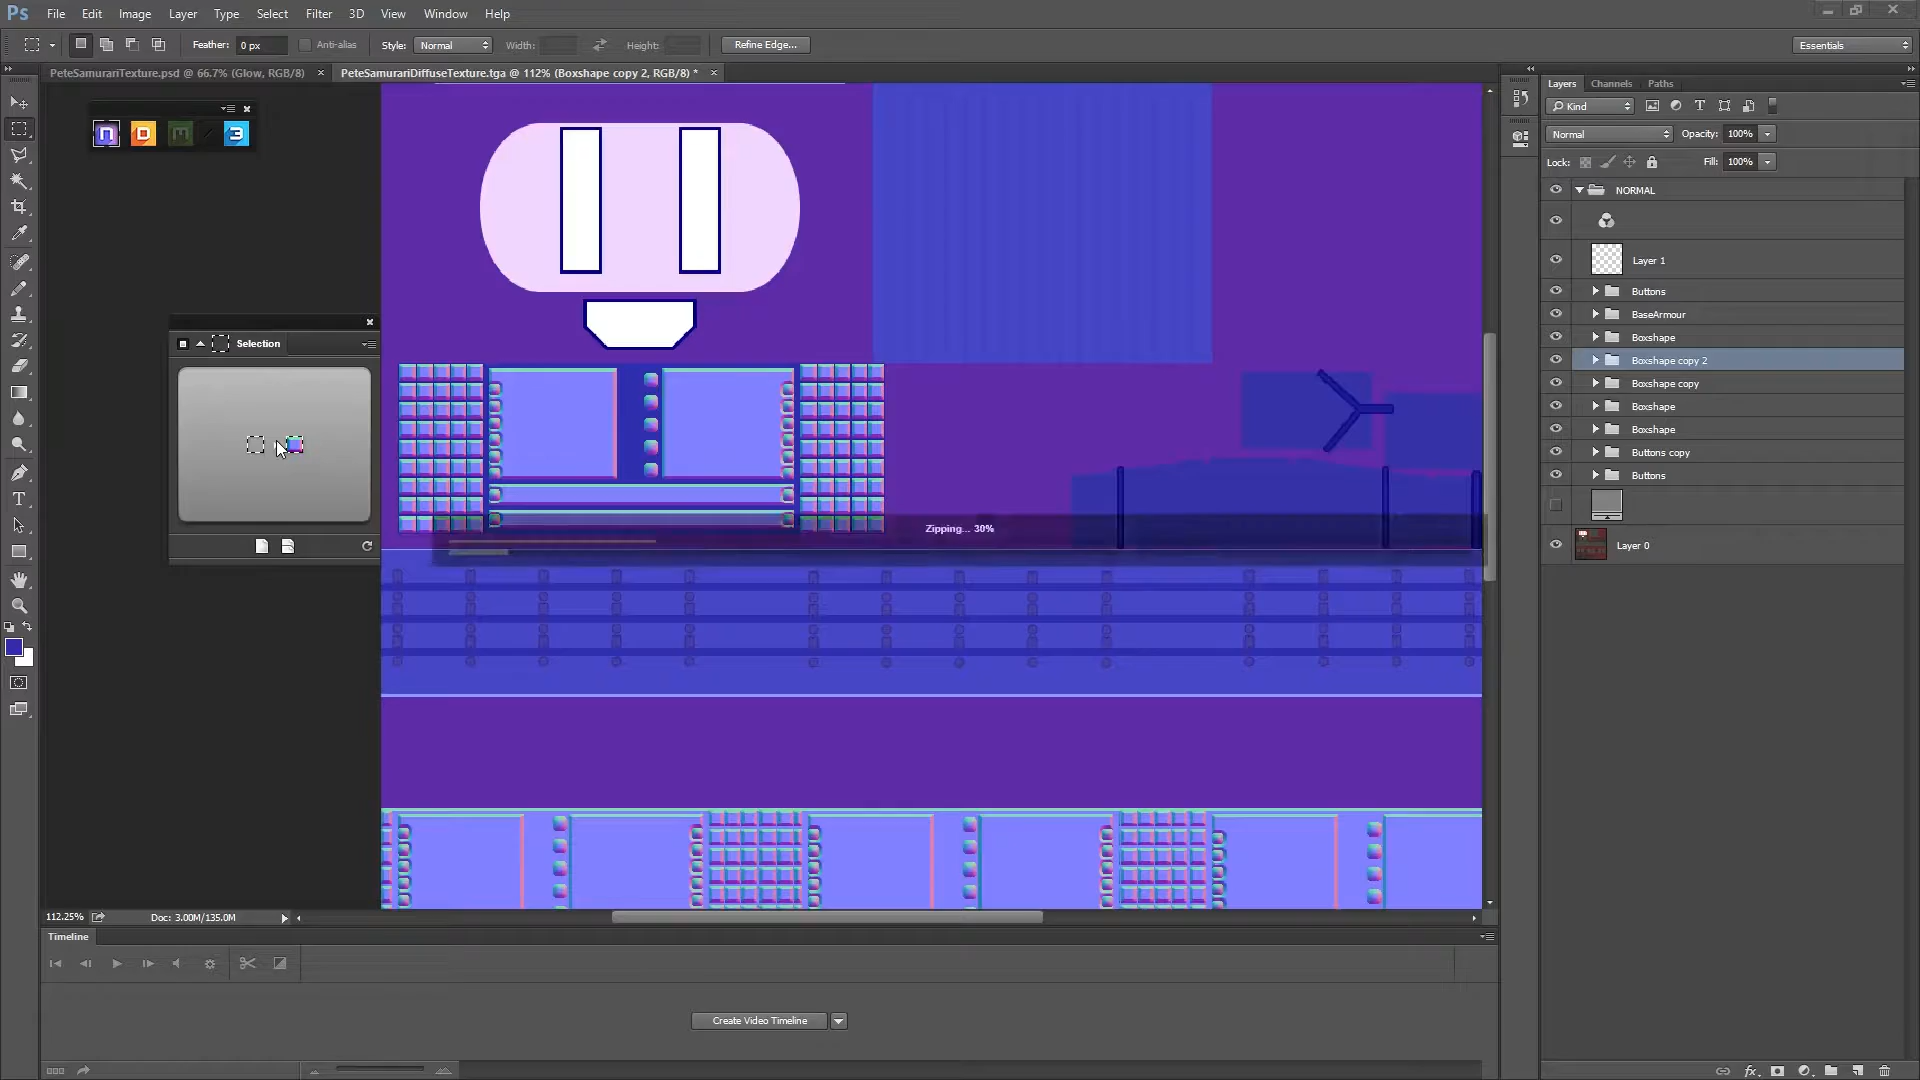 Ps File Edit Image Layer Type Select Filter 3D View Window Help
Feather: 0 px Anti-alias Style: Normal Width: Height: Refine Edge... Essentials
PeteSamurariTexture.psd @ 66.7% (Glow, RGB/8) × PeteSamurariDiffuseTexture.tga @ 112% (Boxshape copy 2, RGB/8) * ×
Layers Channels Paths
Kind
n D M 3
Normal Opacity: 100%
Lock: Fill: 100%
NORMAL
Layer 1
Buttons
BaseArmour
Boxshape
Selection
Boxshape copy 2
Boxshape copy
Boxshape
Boxshape
Buttons copy
Buttons
Zipping... 30%
Layer 0
112.25% Doc: 3.00M/135.0M
Timeline
Create Video Timeline
fx